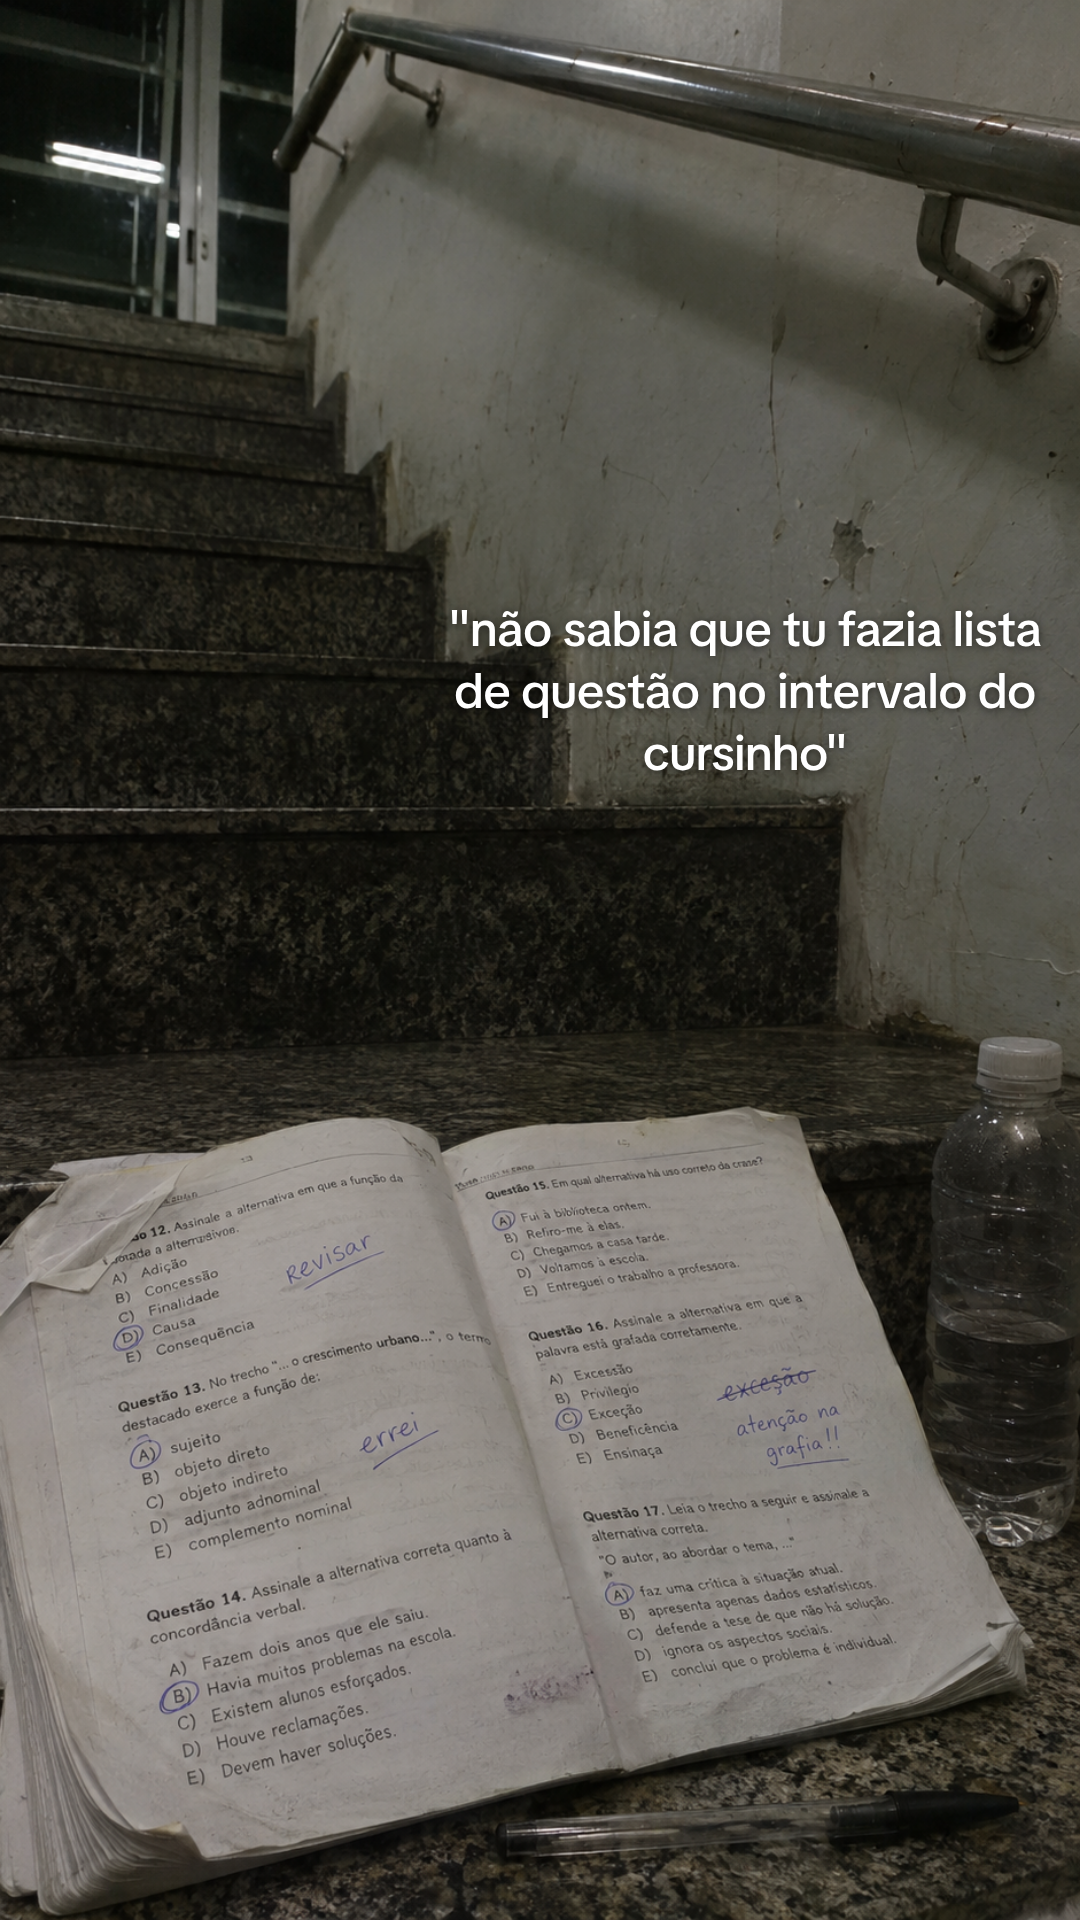 "não sabia que tu fazia lista
de questão no intervalo do
cursinho"
12. Assinale a alternativa em que a função da
a alternativas.
A) Adição
B) Concessão
C) Finalidade
D) Causa
E) Consequência
Revisar
Questão 13. No trecho "... o crescimento urbano...", o termo
destacado exerce a função de:
A) sujeito
B) objeto direto
C) objeto indireto
D) adjunto adnominal
E) complemento nominal
errei
Questão 14. Assinale a alternativa correta quanto à
concordância verbal.
A) Fazem dois anos que ele saiu.
B) Havia muitos problemas na escola.
C) Existem alunos esforçados.
D) Houve reclamações.
E) Devem haver soluções.
Questão 15. Em qual alternativa há uso correto da crase?
A) Fui à biblioteca ontem.
B) Refiro-me à elas.
C) Chegamos a casa tarde.
D) Voltamos à escola.
E) Entreguei o trabalho a professora.
Questão 16. Assinale a alternativa em que a
palavra está grafada corretamente.
A) Excessão
B) Privilegio
C) Exceção
D) Beneficência
E) Ensinaça
exceção
atenção na
grafia!!
Questão 17. Leia o trecho a seguir e assinale a
alternativa correta.
"O autor, ao abordar o tema, ..."
A) faz uma crítica à situação atual.
B) apresenta apenas dados estatísticos.
C) defende a tese de que não há solução.
D) ignora os aspectos sociais.
E) conclui que o problema é individual.